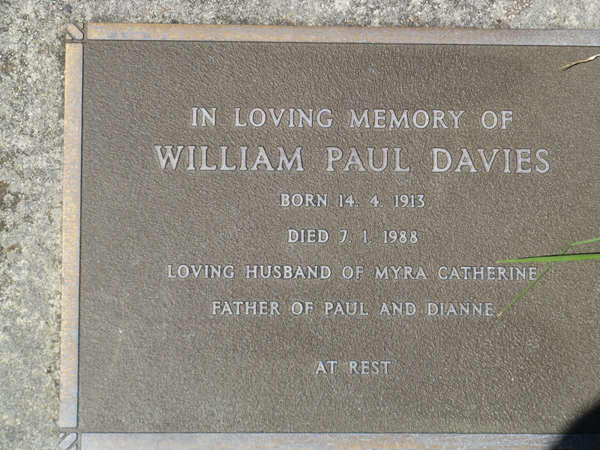 IN LOVING MEMORY OF
WILLIAM PAUL DAVIES
BORN 14. 4. 1913
DIED 7. 1. 1988
LOVING HUSBAND OF MYRA CATHERINE
FATHER OF PAUL AND DIANNE
AT REST